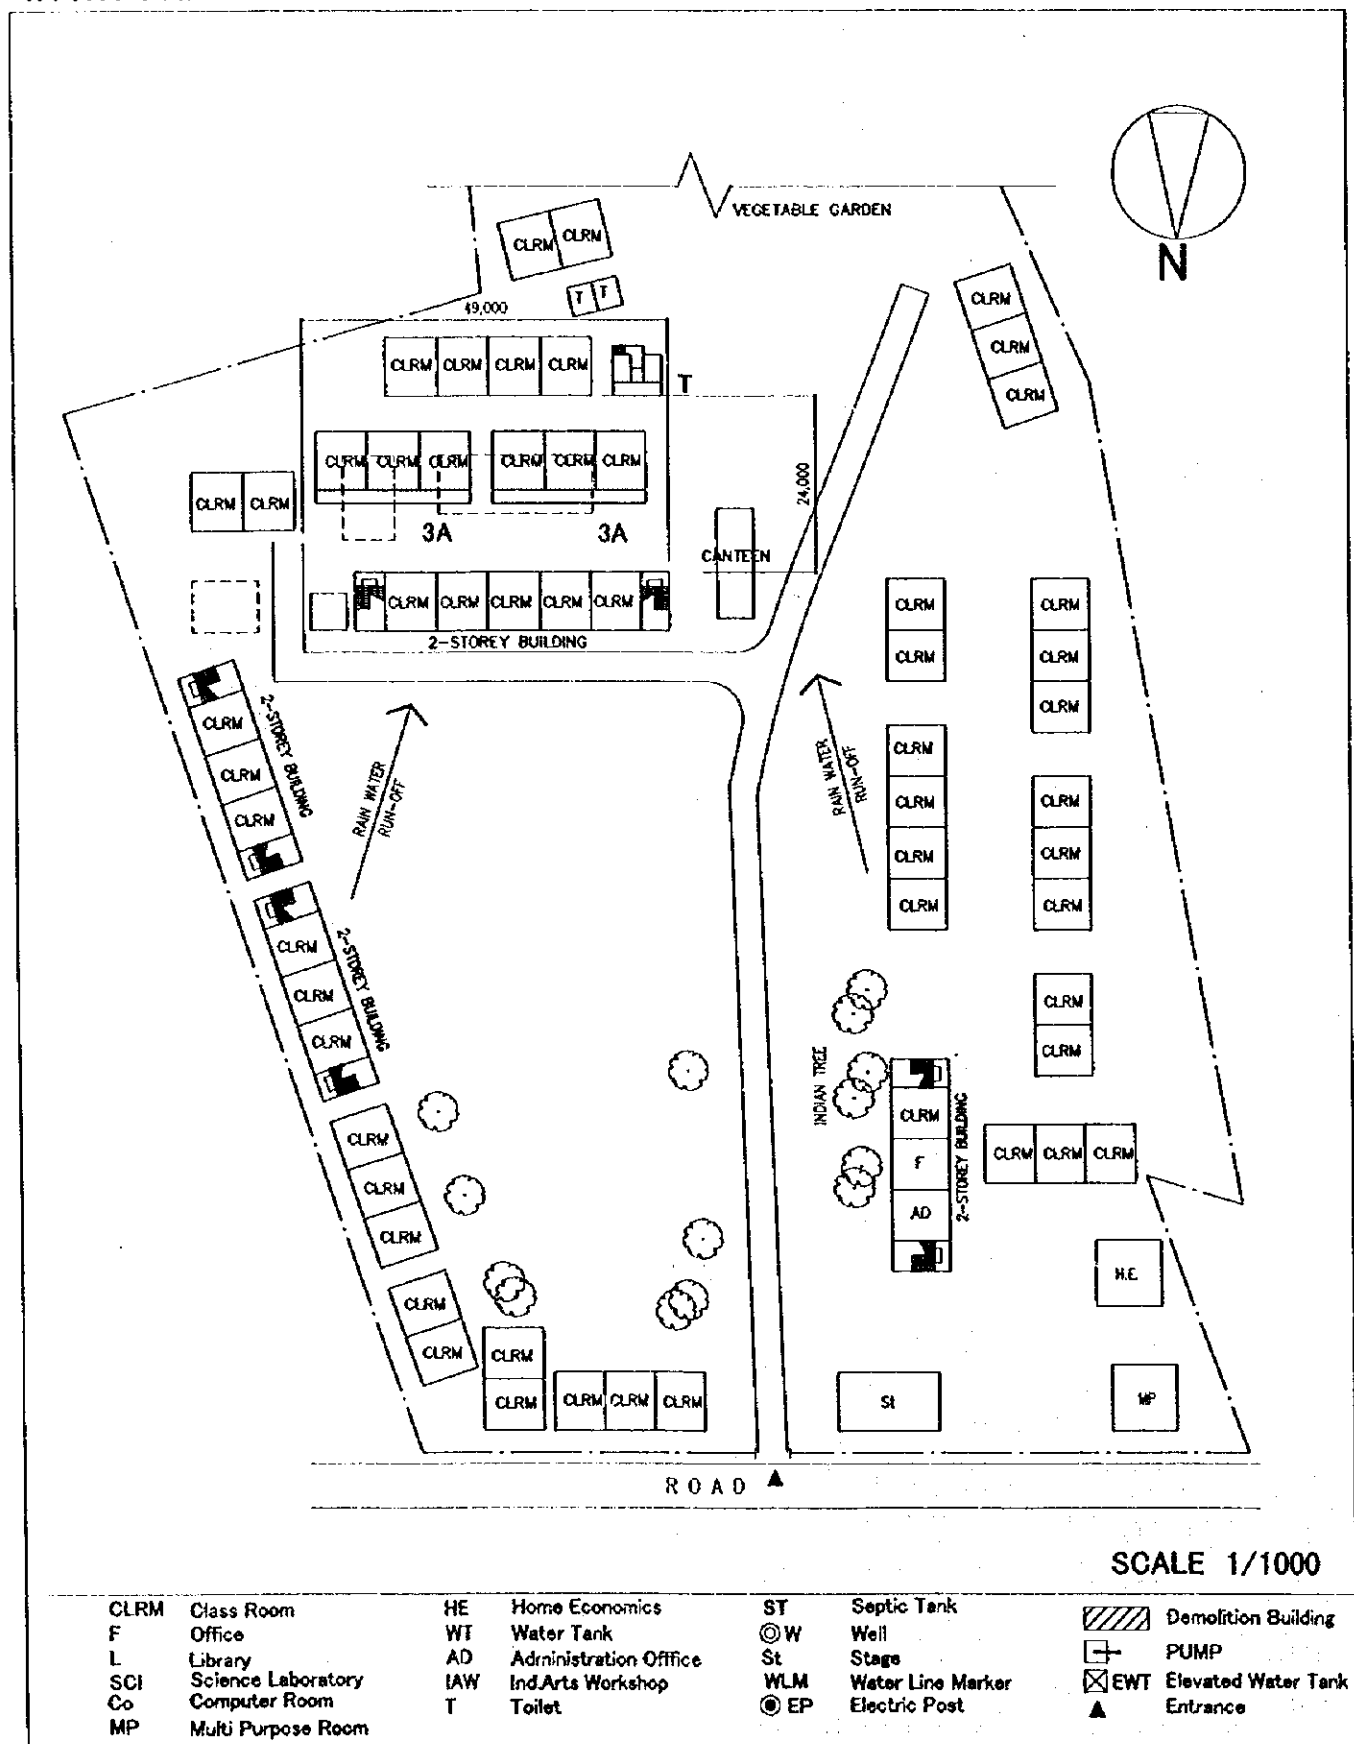 VEGETABLE GARDEN
N
CLRM CLRM
T T
CLRM
CLRM
CLRM
49,000
CLRM CLRM CLRM CLRM
T
CLRM CLRM CLRM CLRM CLRM CLRM
CLRM CLRM
24,000
3A 3A
CANTEEN
CLRM CLRM CLRM CLRM CLRM
2-STOREY BUILDING
CLRM
CLRM
CLRM
CLRM
CLRM
CLRM
CLRM
CLRM
2-STOREY BUILDING
RAIN WATER
RUN-OFF
RAIN WATER
RUN-OFF
CLRM
CLRM
CLRM
CLRM
CLRM
CLRM
CLRM
CLRM
CLRM
CLRM
2-STOREY BUILDING
CLRM
CLRM
INDIAN TREE
CLRM
F
AD
2-STOREY BUILDING
CLRM CLRM CLRM
CLRM
CLRM
CLRM
H.E.
CLRM
CLRM
CLRM
CLRM
CLRM CLRM CLRM
St
MP
ROAD
SCALE 1/1000
CLRM Class Room
F Office
L Library
SCI Science Laboratory
Co Computer Room
MP Multi Purpose Room
HE Home Economics
WT Water Tank
AD Administration Offfice
IAW Ind.Arts Workshop
T Toilet
ST Septic Tank
W Well
St Stage
WLM Water Line Marker
EP Electric Post
Demolition Building
PUMP
EWT Elevated Water Tank
Entrance